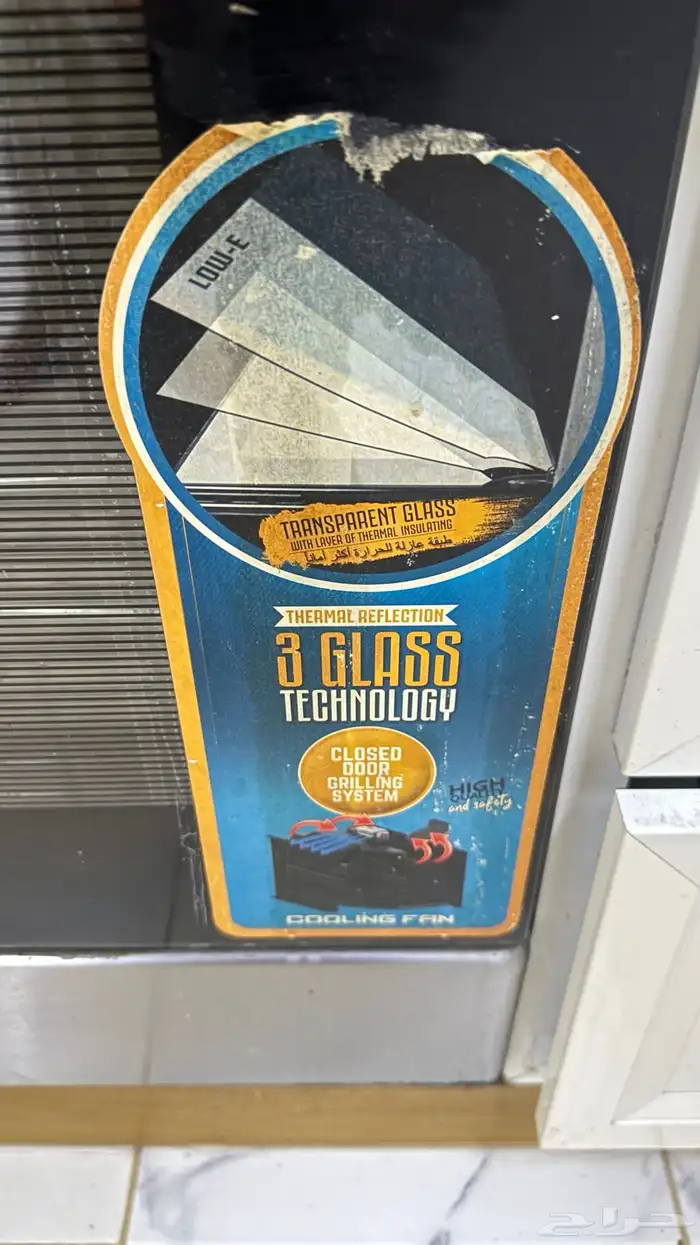 LOW-E
TRANSPARENT GLASS
WITH LAYER OF THERMAL INSULATING
طبقة عازلة للحرارة أكثر أماناً
THERMAL REFLECTION
3 GLASS
TECHNOLOGY
CLOSED
DOOR
GRILLING
SYSTEM
HIGH
QUALITY
and safety
COOLING FAN
حراج